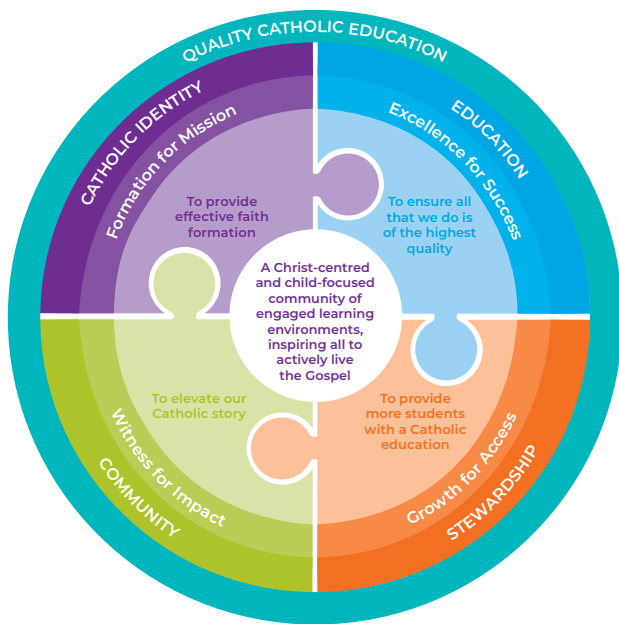 QUALITY CATHOLIC EDUCATION
CATHOLIC IDENTITY
Formation for Mission
To provide
effective faith
formation
EDUCATION
Excellence for Success
To ensure all
that we do is
of the highest
quality
A Christ-centred
and child-focused
community of
engaged learning
environments,
inspiring all to
actively live
the Gospel
To elevate our
Catholic story
Witness for Impact
COMMUNITY
To provide
more students
with a Catholic
education
Growth for Access
STEWARDSHIP